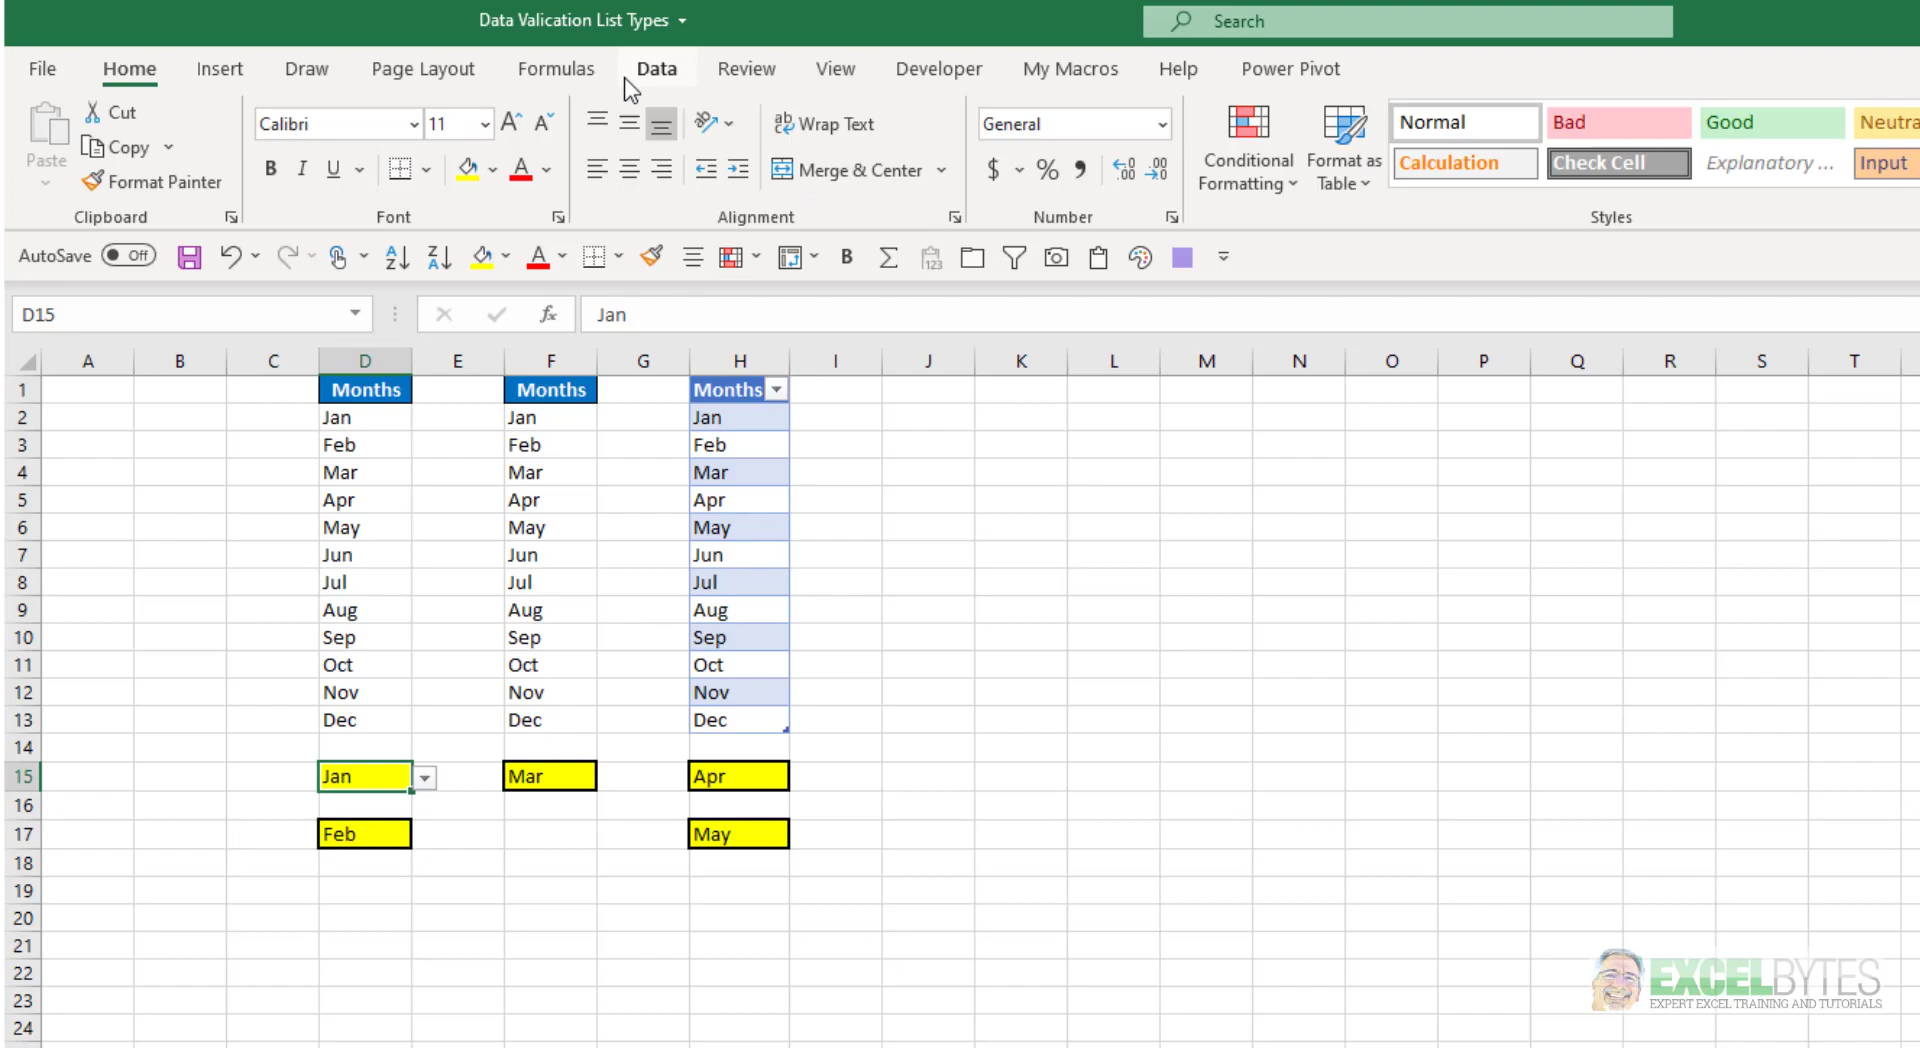 Data Valication List Types
Search
File Home Insert Draw Page Layout Formulas Data Review View Developer My Macros Help Power Pivot
Paste
Cut
Copy
Format Painter
Clipboard
Calibri 11
B I U
Font
Wrap Text
Merge & Center
Alignment
General
$ %
Number
Conditional Formatting
Format as Table
Normal Bad Good Neutra
Calculation Check Cell Explanatory ... Input
Styles
AutoSave Off
D15
fx
Jan
A B C D E F G H I J K L M N O P Q R S T
1 Months Months Months
2 Jan Jan Jan
3 Feb Feb Feb
4 Mar Mar Mar
5 Apr Apr Apr
6 May May May
7 Jun Jun Jun
8 Jul Jul Jul
9 Aug Aug Aug
10 Sep Sep Sep
11 Oct Oct Oct
12 Nov Nov Nov
13 Dec Dec Dec
14
15 Jan Mar Apr
16
17 Feb May
18
19
20
21
22
23
24
EXCELBYTES
EXPERT EXCEL TRAINING AND TUTORIALS